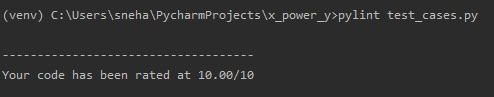 (venv) C:\Users\sneha\PycharmProjects\x_power_y>pylint test_cases.py
------------------------------------
Your code has been rated at 10.00/10